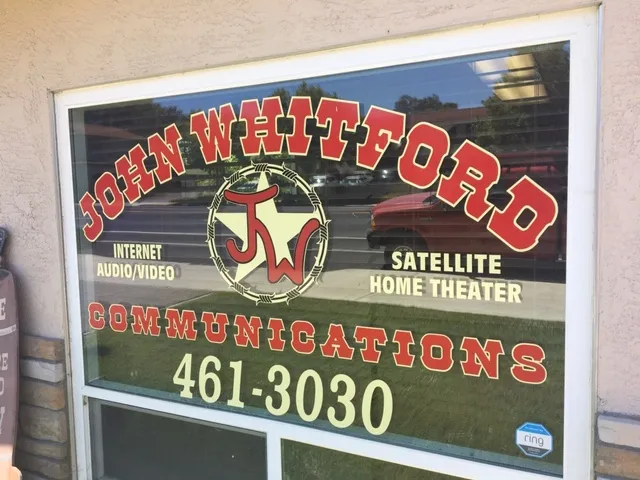 JOHN WHITFORD
JW
INTERNET
AUDIO/VIDEO
SATELLITE
HOME THEATER
COMMUNICATIONS
461-3030
ring